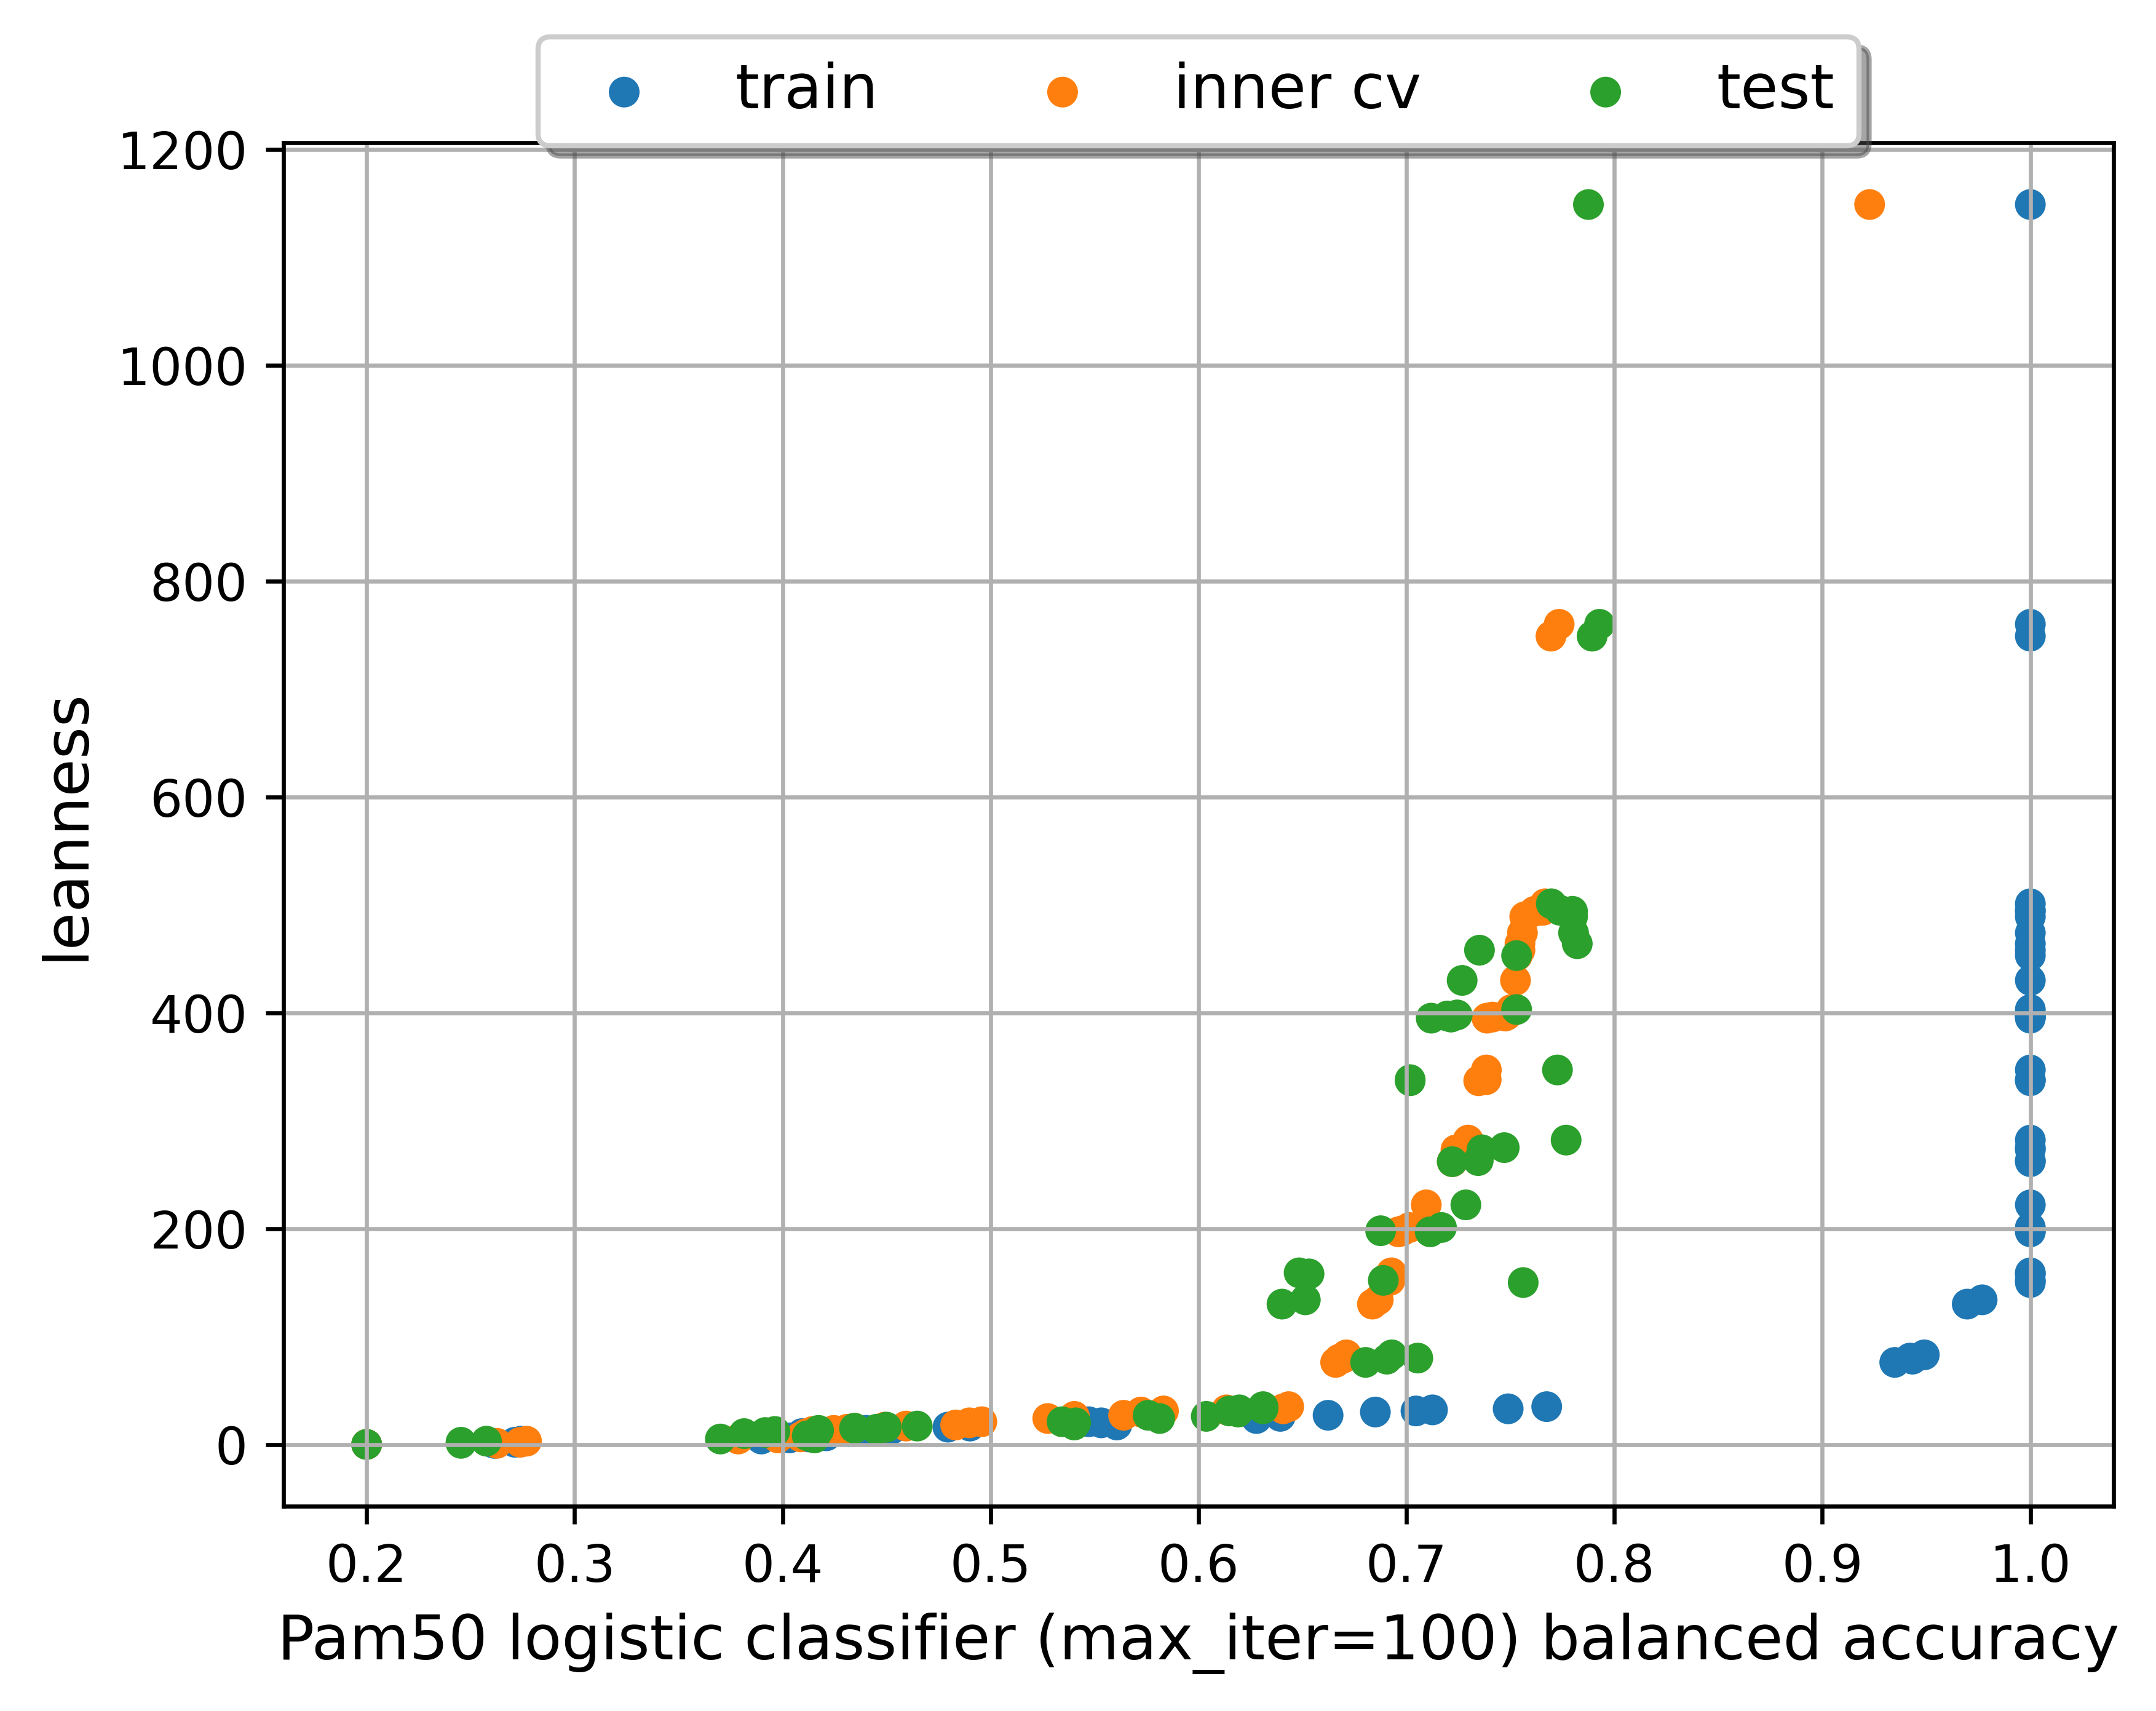 train inner cv test
1200
1000
800
600
400
200
0
leanness
0.2 0.3 0.4 0.5 0.6 0.7 0.8 0.9 1.0
Pam50 logistic classifier (max_iter=100) balanced accuracy